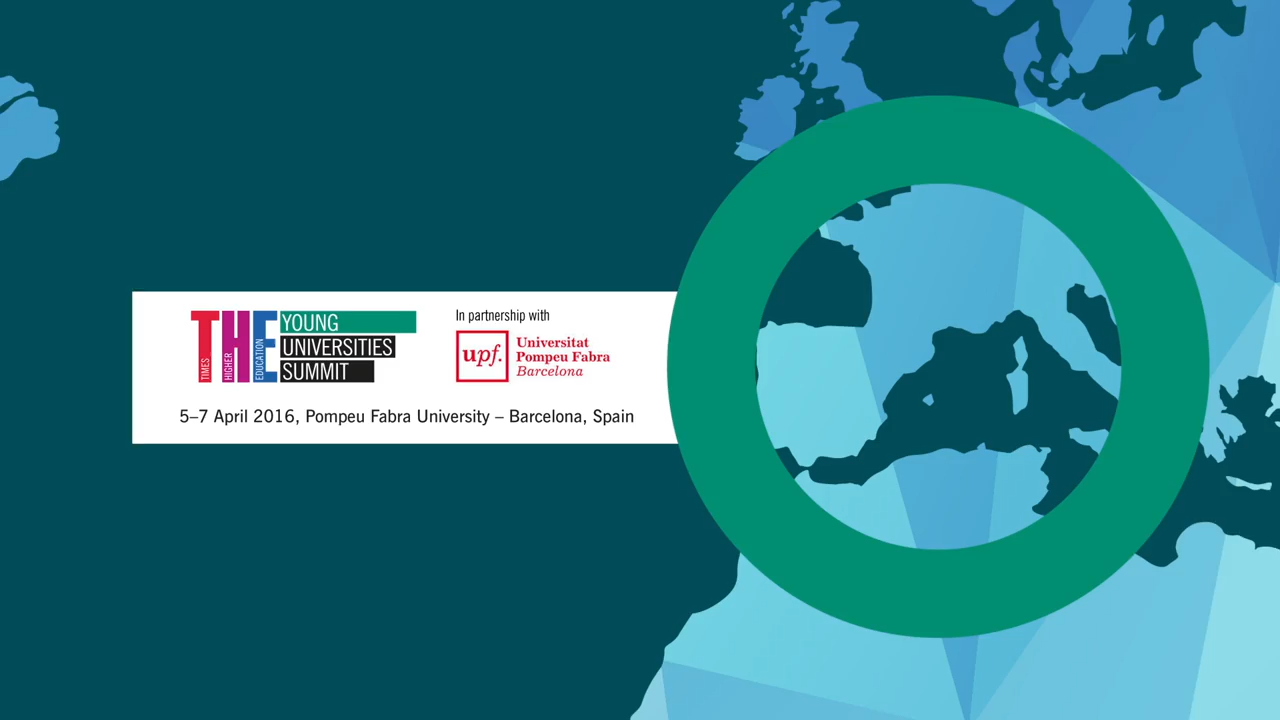 THE
TIMES
HIGHER
EDUCATION
YOUNG
UNIVERSITIES
SUMMIT
In partnership with
upf.
Universitat
Pompeu Fabra
Barcelona
5–7 April 2016, Pompeu Fabra University – Barcelona, Spain